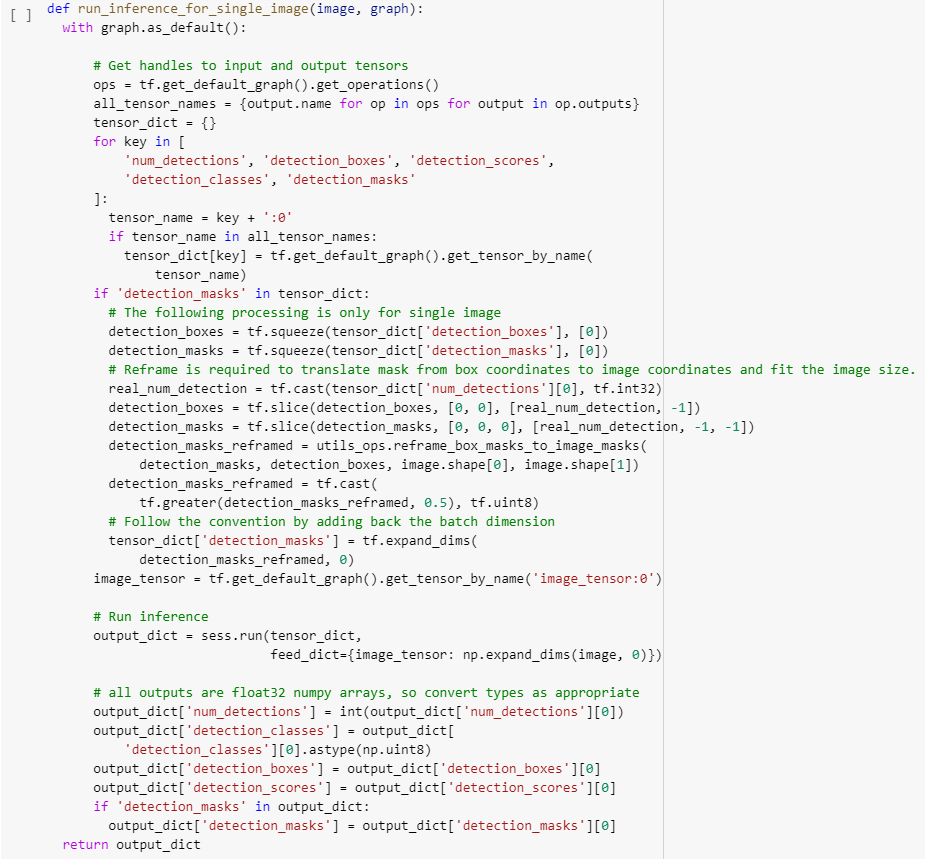 [ ] def run_inference_for_single_image(image, graph):
  with graph.as_default():

      # Get handles to input and output tensors
      ops = tf.get_default_graph().get_operations()
      all_tensor_names = {output.name for op in ops for output in op.outputs}
      tensor_dict = {}
      for key in [
          'num_detections', 'detection_boxes', 'detection_scores',
          'detection_classes', 'detection_masks'
      ]:
        tensor_name = key + ':0'
        if tensor_name in all_tensor_names:
          tensor_dict[key] = tf.get_default_graph().get_tensor_by_name(
              tensor_name)
      if 'detection_masks' in tensor_dict:
        # The following processing is only for single image
        detection_boxes = tf.squeeze(tensor_dict['detection_boxes'], [0])
        detection_masks = tf.squeeze(tensor_dict['detection_masks'], [0])
        # Reframe is required to translate mask from box coordinates to image coordinates and fit the image size.
        real_num_detection = tf.cast(tensor_dict['num_detections'][0], tf.int32)
        detection_boxes = tf.slice(detection_boxes, [0, 0], [real_num_detection, -1])
        detection_masks = tf.slice(detection_masks, [0, 0, 0], [real_num_detection, -1, -1])
        detection_masks_reframed = utils_ops.reframe_box_masks_to_image_masks(
            detection_masks, detection_boxes, image.shape[0], image.shape[1])
        detection_masks_reframed = tf.cast(
            tf.greater(detection_masks_reframed, 0.5), tf.uint8)
        # Follow the convention by adding back the batch dimension
        tensor_dict['detection_masks'] = tf.expand_dims(
            detection_masks_reframed, 0)
      image_tensor = tf.get_default_graph().get_tensor_by_name('image_tensor:0')

      # Run inference
      output_dict = sess.run(tensor_dict,
                             feed_dict={image_tensor: np.expand_dims(image, 0)})

      # all outputs are float32 numpy arrays, so convert types as appropriate
      output_dict['num_detections'] = int(output_dict['num_detections'][0])
      output_dict['detection_classes'] = output_dict[
          'detection_classes'][0].astype(np.uint8)
      output_dict['detection_boxes'] = output_dict['detection_boxes'][0]
      output_dict['detection_scores'] = output_dict['detection_scores'][0]
      if 'detection_masks' in output_dict:
        output_dict['detection_masks'] = output_dict['detection_masks'][0]
  return output_dict